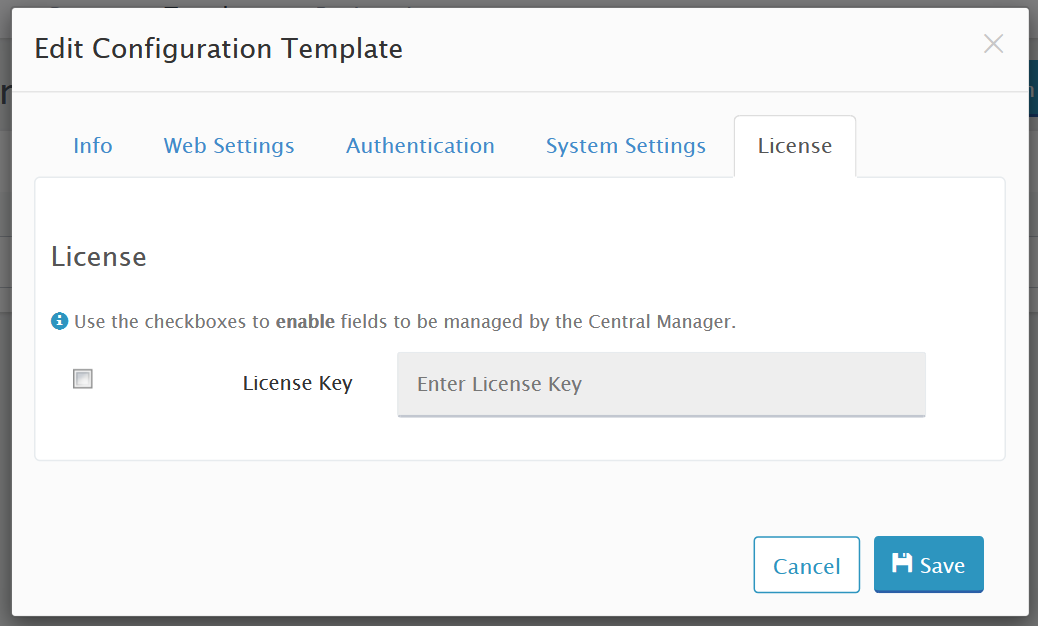 Edit Configuration Template
Info Web Settings Authentication System Settings License
License
Use the checkboxes to enable fields to be managed by the Central Manager.
License Key Enter License Key
Cancel Save